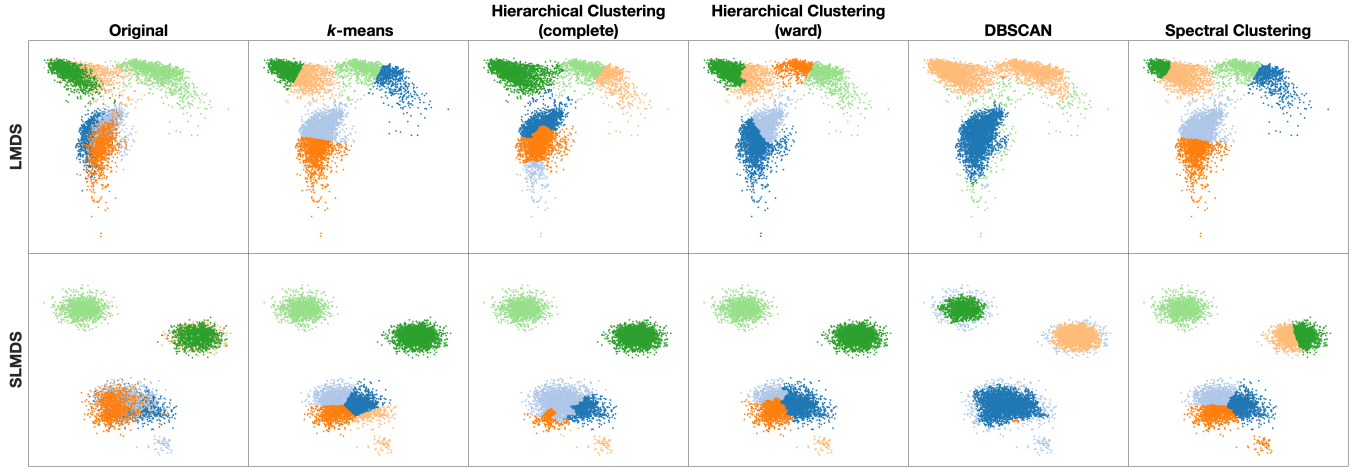 Original
k-means
Hierarchical Clustering
(complete)
Hierarchical Clustering
(ward)
DBSCAN
Spectral Clustering
LMDS
SLMDS